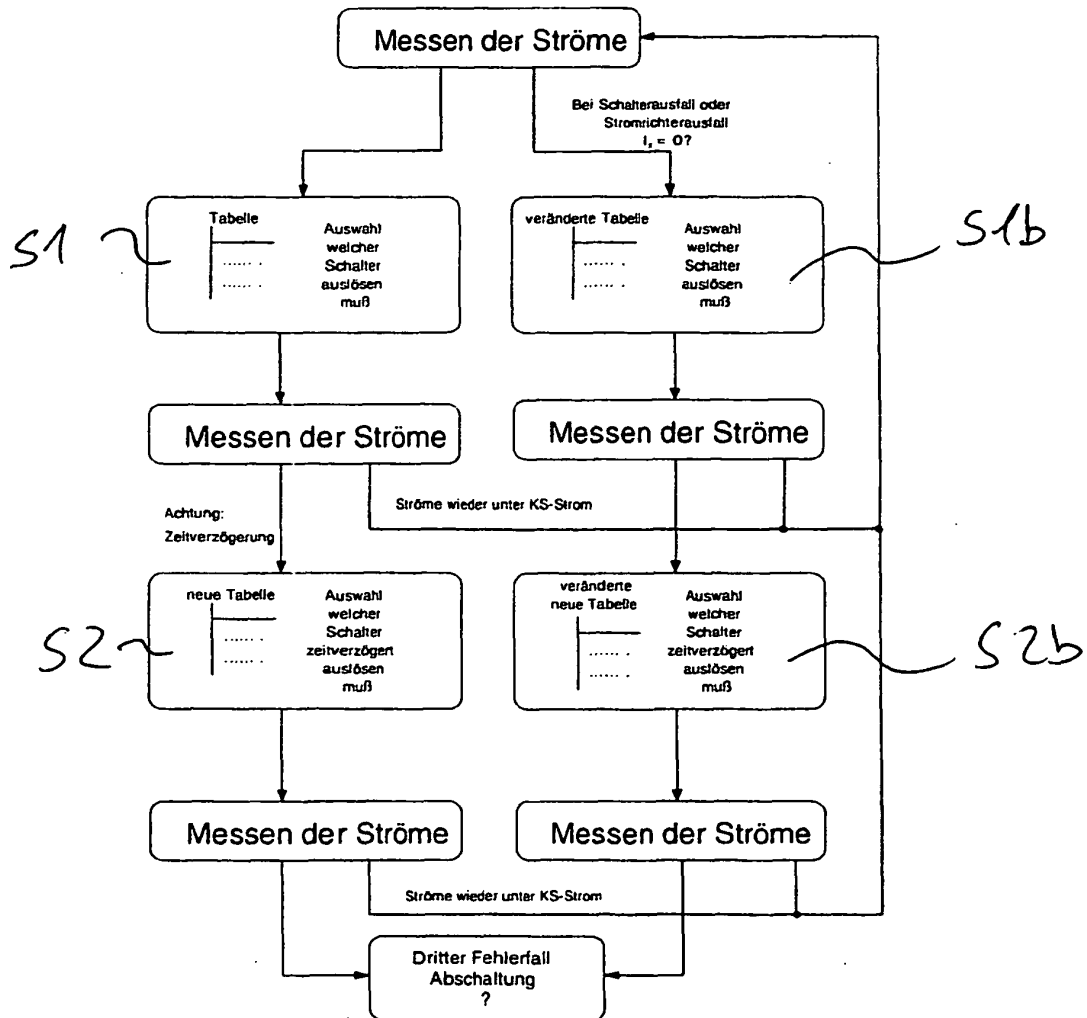 Messen der Ströme
Bei Schalterausfall oder
Stromrichterausfall
I, = 0?
S1
Tabelle
Auswahl
welcher
Schalter
auslösen
muß
veränderte Tabelle
Auswahl
welcher
Schalter
auslösen
muß
S1b
Messen der Ströme
Messen der Ströme
Ströme wieder unter KS-Strom
Achtung:
Zeitverzögerung
S2
neue Tabelle
Auswahl
welcher
Schalter
zeitverzögert
auslösen
muß
veränderte
neue Tabelle
Auswahl
welcher
Schalter
zeitverzögert
auslösen
muß
S2b
Messen der Ströme
Messen der Ströme
Ströme wieder unter KS-Strom
Dritter Fehlerfall
Abschaltung
?